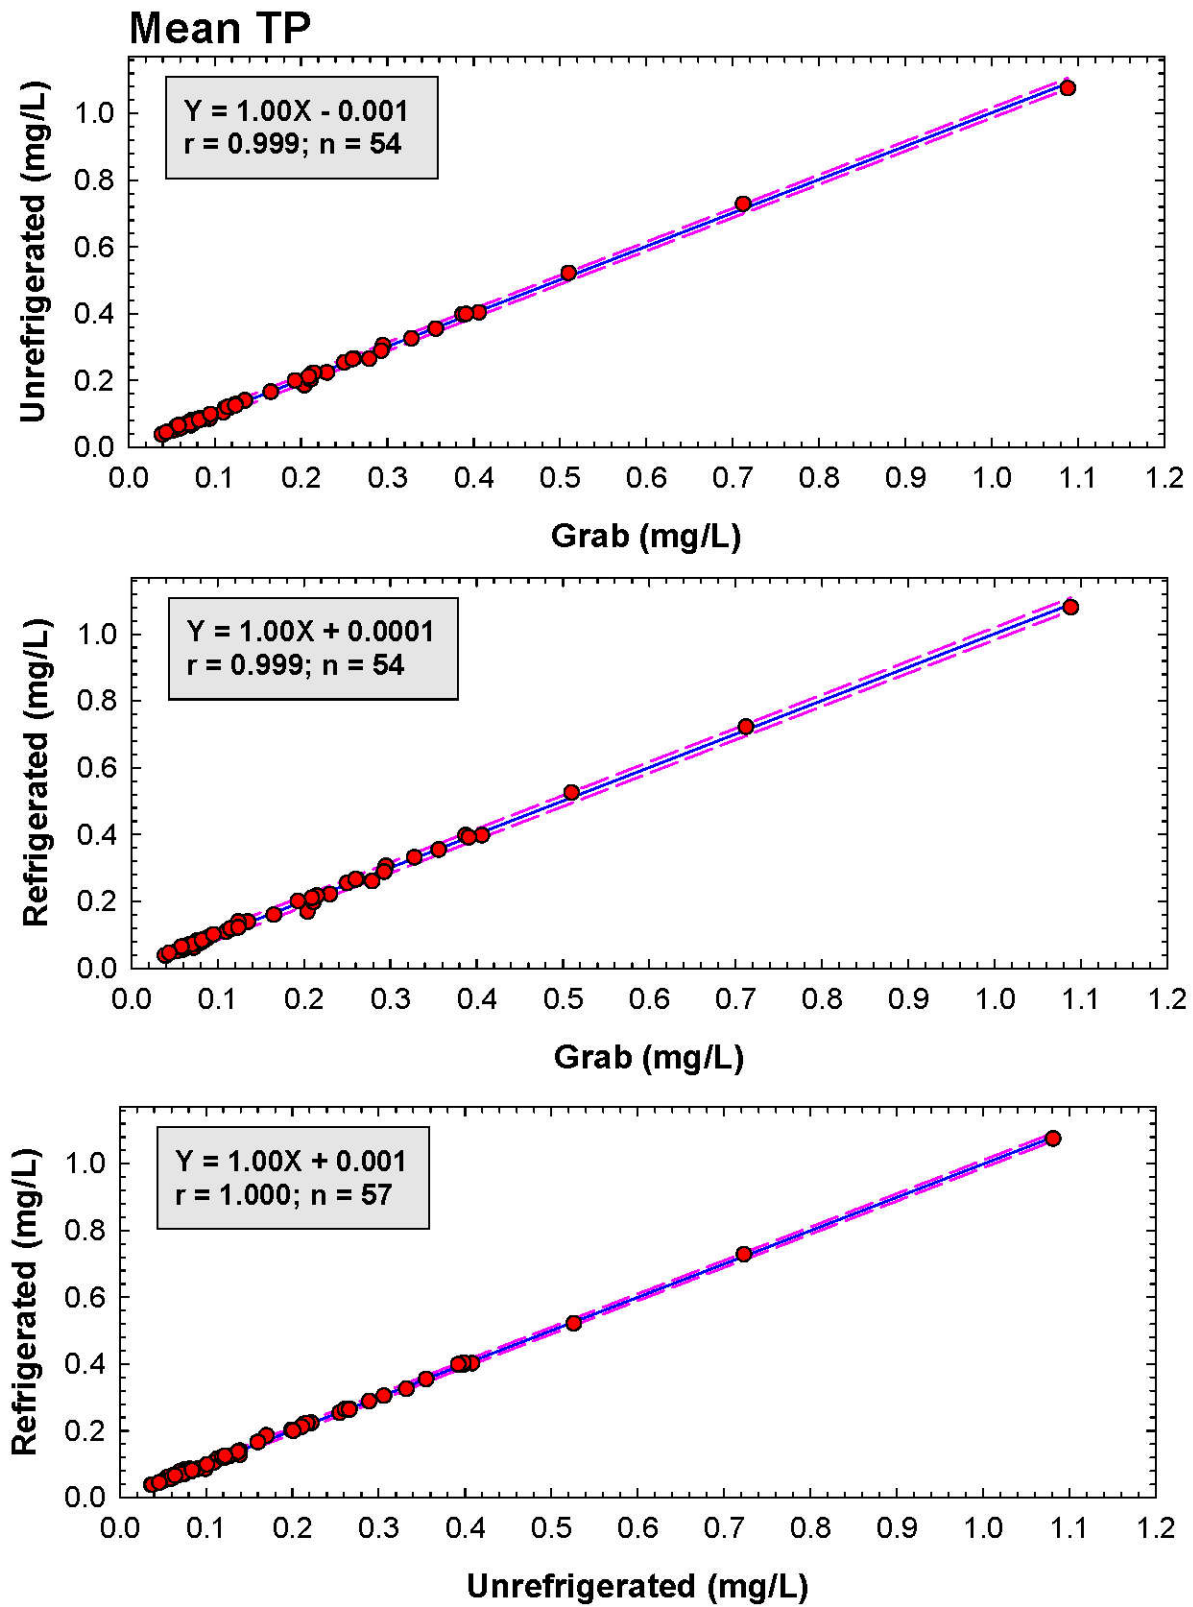 Mean TP
Y = 1.00X - 0.001
r = 0.999; n = 54
Unrefrigerated (mg/L)
1.0
0.8
0.6
0.4
0.2
0.0
0.0 0.1 0.2 0.3 0.4 0.5 0.6 0.7 0.8 0.9 1.0 1.1 1.2
Grab (mg/L)
Y = 1.00X + 0.0001
r = 0.999; n = 54
Refrigerated (mg/L)
1.0
0.8
0.6
0.4
0.2
0.0
0.0 0.1 0.2 0.3 0.4 0.5 0.6 0.7 0.8 0.9 1.0 1.1 1.2
Grab (mg/L)
Y = 1.00X + 0.001
r = 1.000; n = 57
Refrigerated (mg/L)
1.0
0.8
0.6
0.4
0.2
0.0
0.0 0.1 0.2 0.3 0.4 0.5 0.6 0.7 0.8 0.9 1.0 1.1 1.2
Unrefrigerated (mg/L)